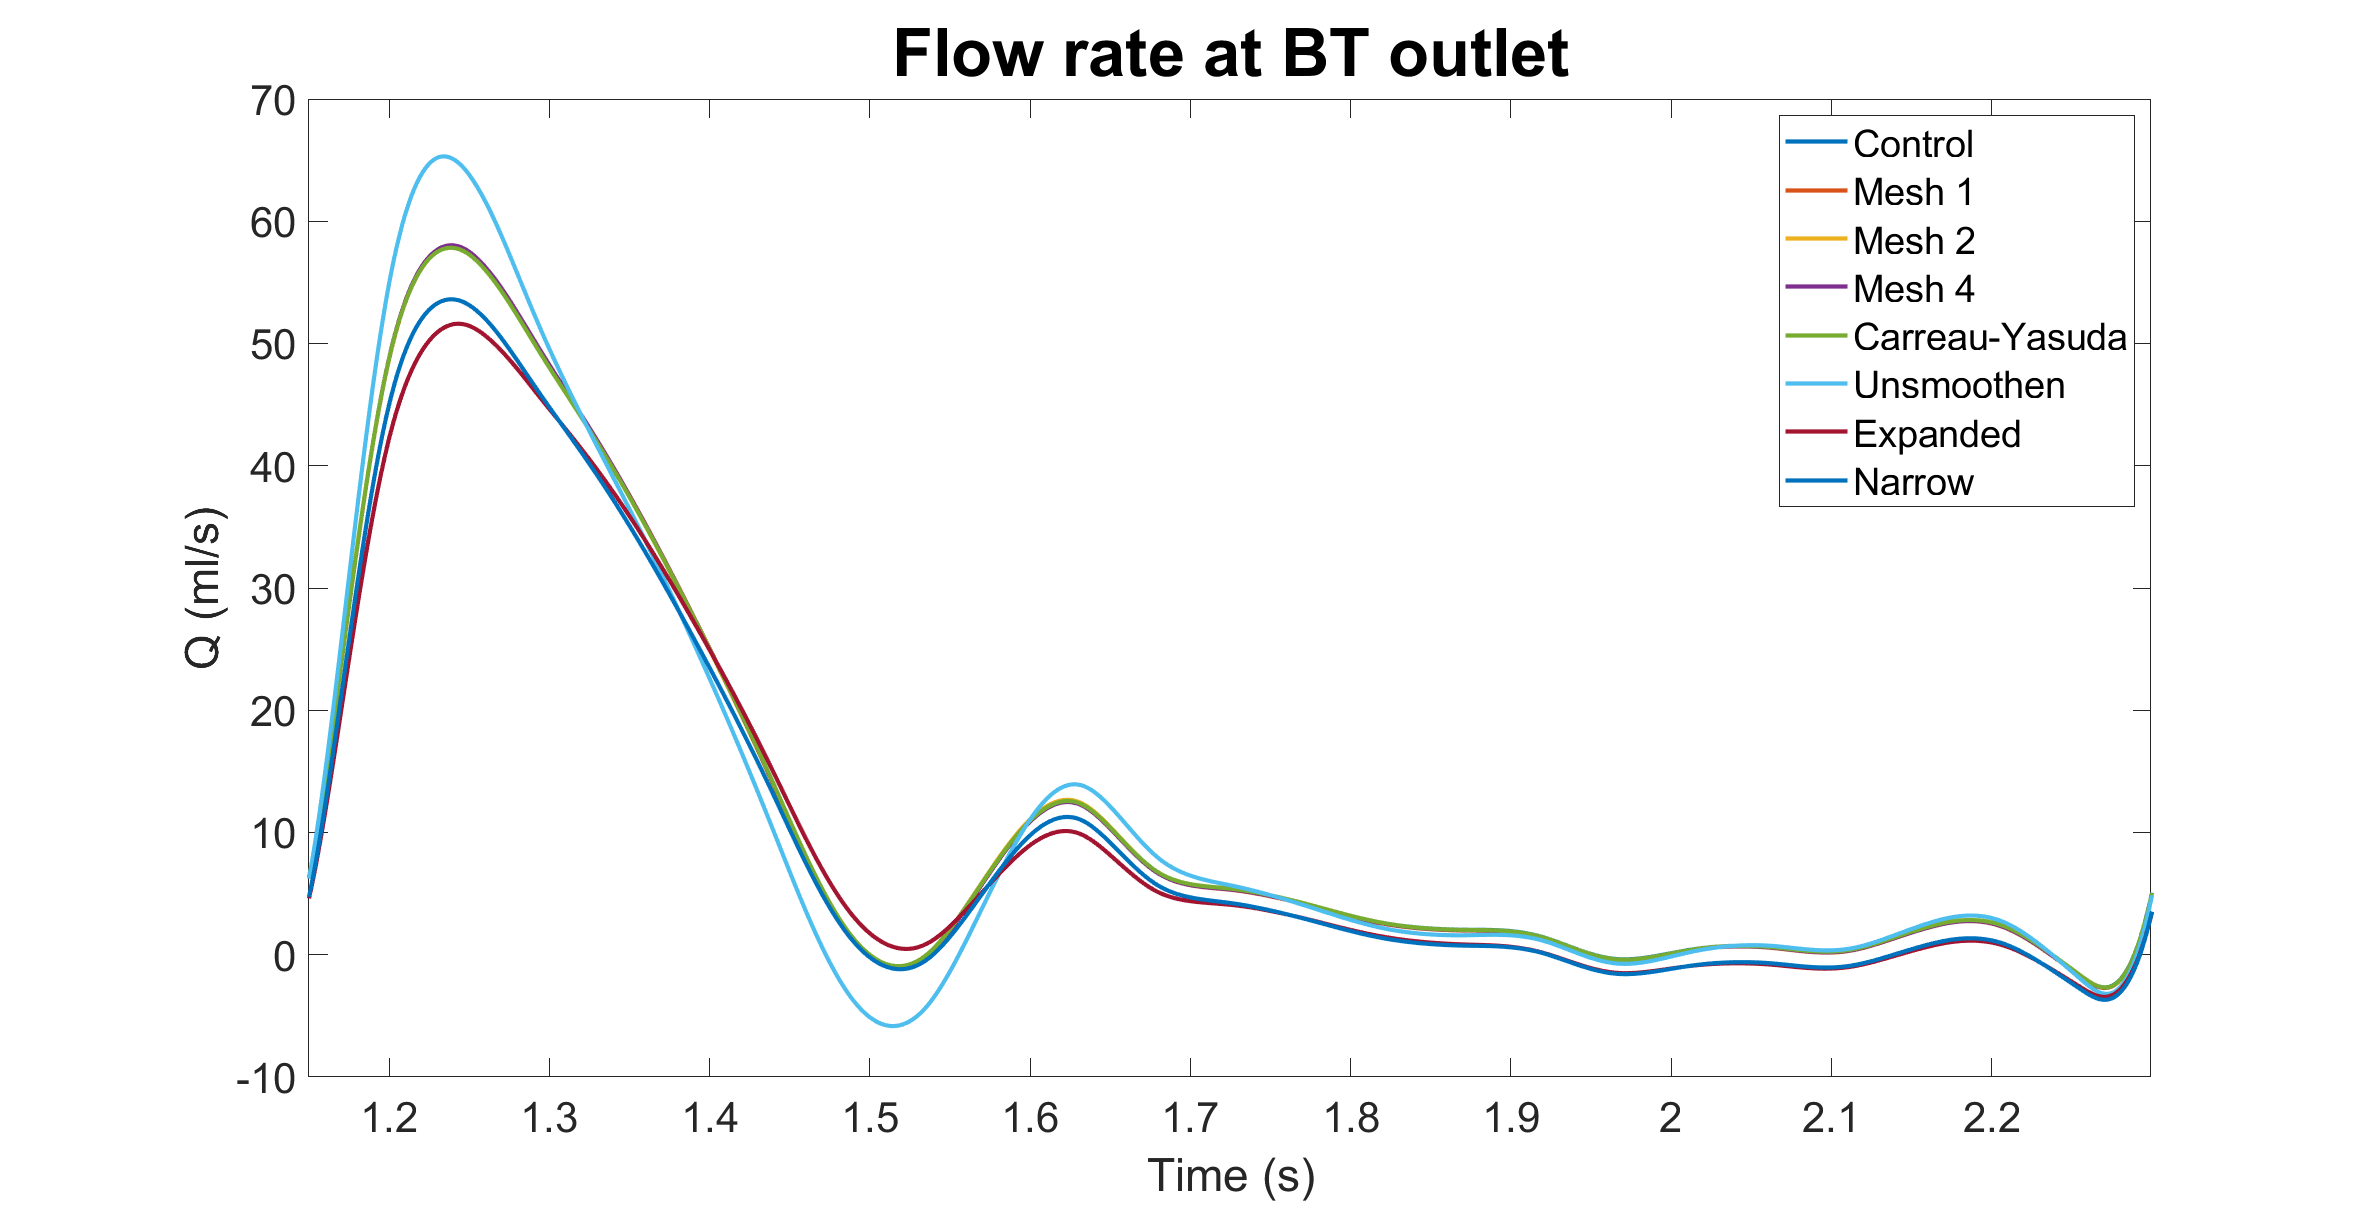 Flow rate at BT outlet
70
60
50
40
30
20
10
0
-10
Q (ml/s)
Control
Mesh 1
Mesh 2
Mesh 4
Carreau-Yasuda
Unsmoothen
Expanded
Narrow
1.2 1.3 1.4 1.5 1.6 1.7 1.8 1.9 2 2.1 2.2
Time (s)